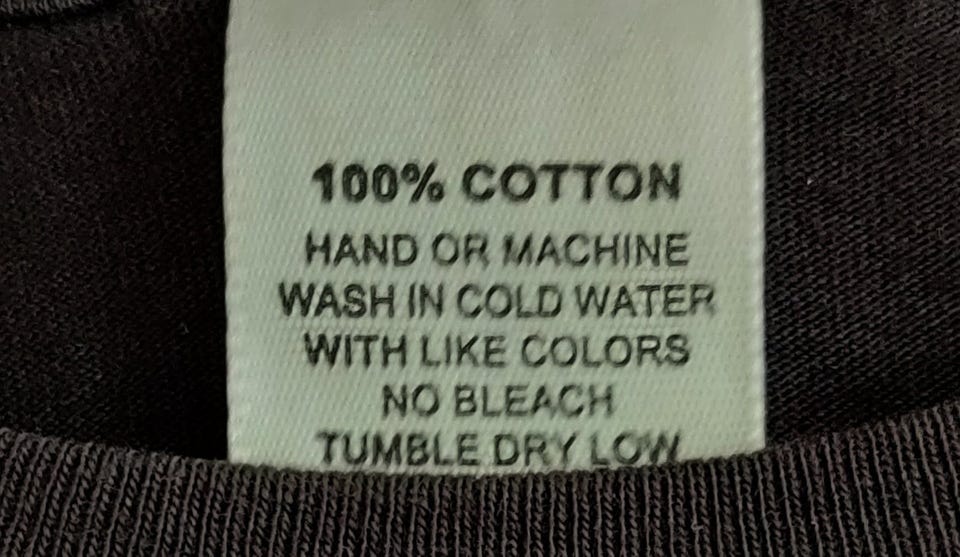 100% COTTON
HAND OR MACHINE
WASH IN COLD WATER
WITH LIKE COLORS
NO BLEACH
TUMBLE DRY LOW